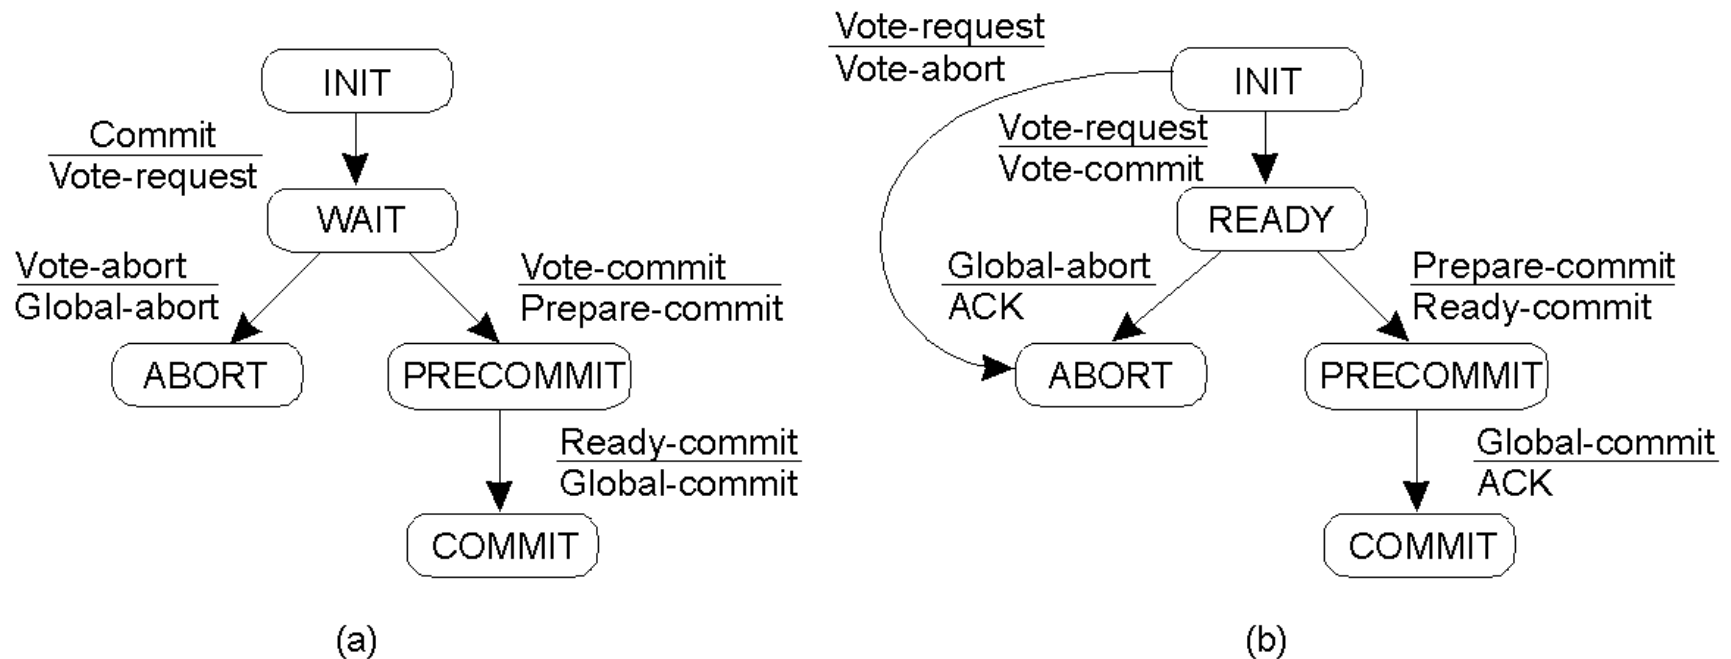 INIT
Commit
Vote-request
WAIT
Vote-abort
Global-abort
Vote-commit
Prepare-commit
ABORT
PRECOMMIT
Ready-commit
Global-commit
COMMIT
(a)
Vote-request
Vote-abort
INIT
Vote-request
Vote-commit
READY
Global-abort
ACK
Prepare-commit
Ready-commit
ABORT
PRECOMMIT
Global-commit
ACK
COMMIT
(b)